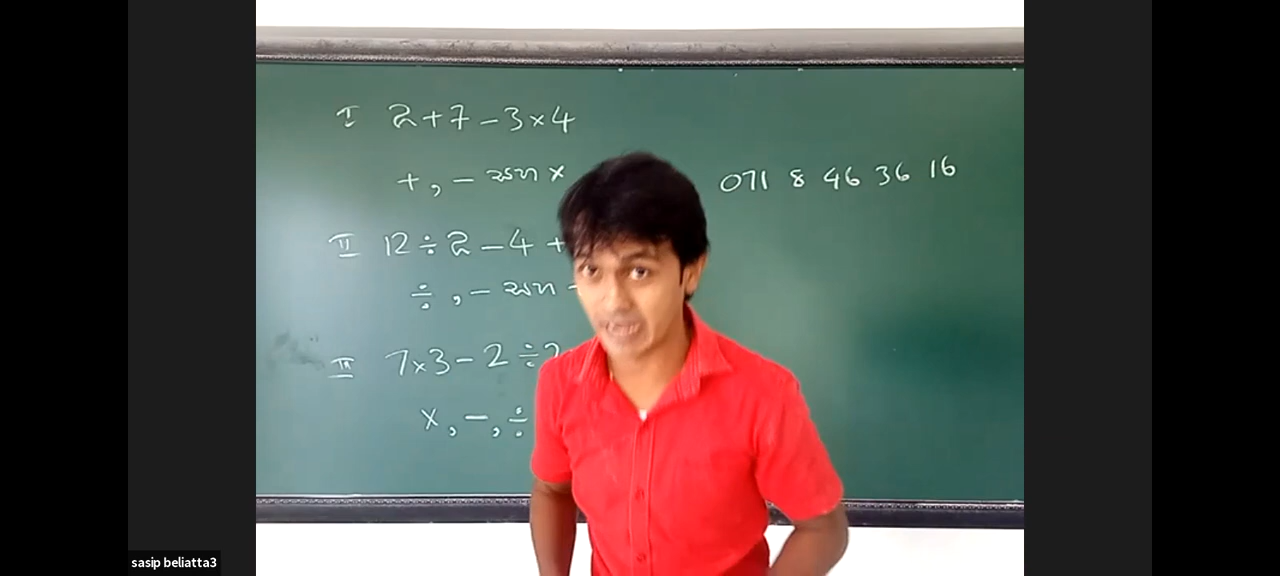 I 2+7-3×4
+, - සහ ×
071 8 46 36 16
II 12÷2-4+
÷, - සහ
III 7×3-2÷2
×, -, ÷
sasip beliatta3